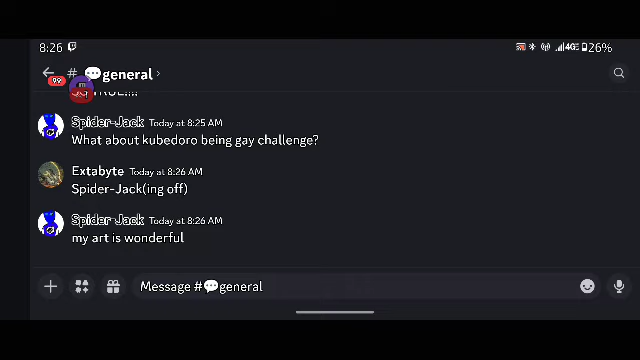 8:26 4G 26%
# 💬general >
99
Spider-Jack Today at 8:25 AM
What about kubedoro being gay challenge?
Extabyte Today at 8:26 AM
Spider-Jack(ing off)
Spider-Jack Today at 8:26 AM
my art is wonderful
Message #💬general